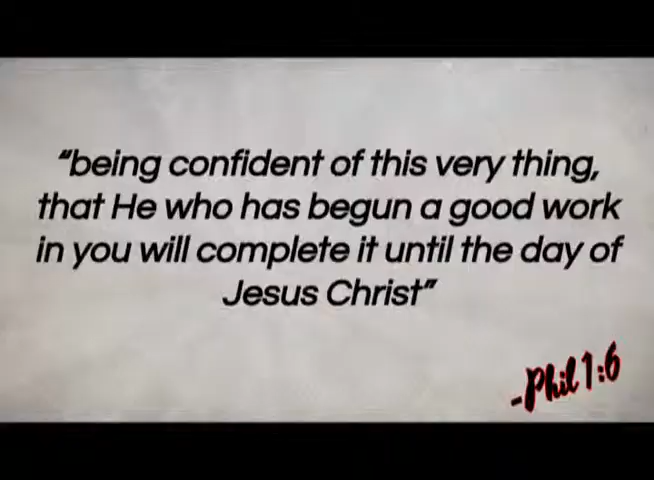 “being confident of this very thing,
that He who has begun a good work
in you will complete it until the day of
Jesus Christ”
-Phil 1:6